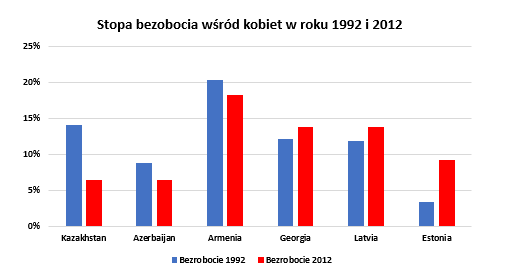 Stopa bezobocia wśród kobiet w roku 1992 i 2012
25%
20%
15%
10%
5%
0%
Kazakhstan Azerbaijan Armenia Georgia Latvia Estonia
Bezrobocie 1992 Bezrobocie 2012